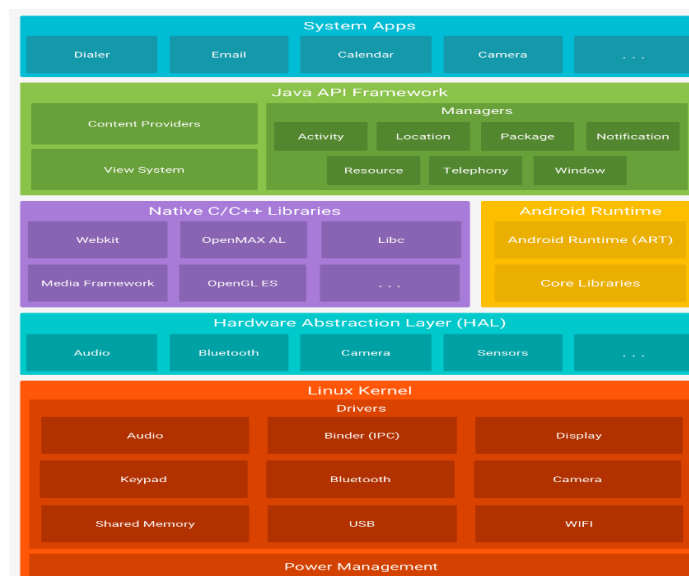 System Apps
Dialer Email Calendar Camera . . .
Java API Framework
Content Providers
View System
Managers
Activity Location Package Notification
Resource Telephony Window
Native C/C++ Libraries
Webkit OpenMAX AL Libc
Media Framework OpenGL ES . . .
Android Runtime
Android Runtime (ART)
Core Libraries
Hardware Abstraction Layer (HAL)
Audio Bluetooth Camera Sensors . . .
Linux Kernel
Drivers
Audio Binder (IPC) Display
Keypad Bluetooth Camera
Shared Memory USB WIFI
Power Management